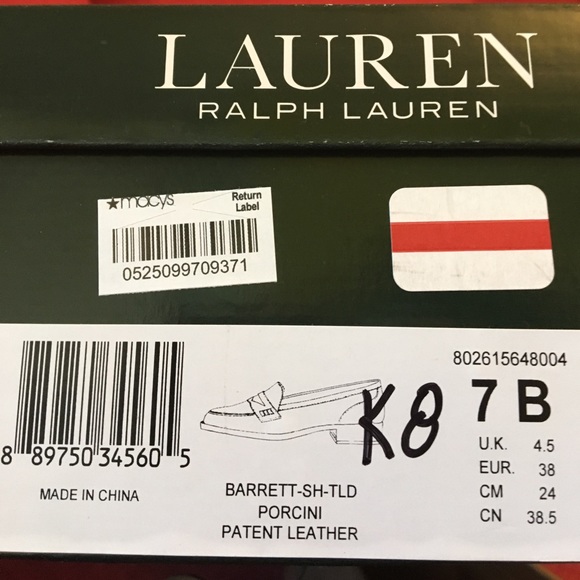 LAUREN
RALPH LAUREN
★macys
Return
Label
0525099709371
802615648004
7 B
K8
U.K. 4.5
EUR. 38
CM 24
CN 38.5
8 89750 34560 5
MADE IN CHINA
BARRETT-SH-TLD
PORCINI
PATENT LEATHER